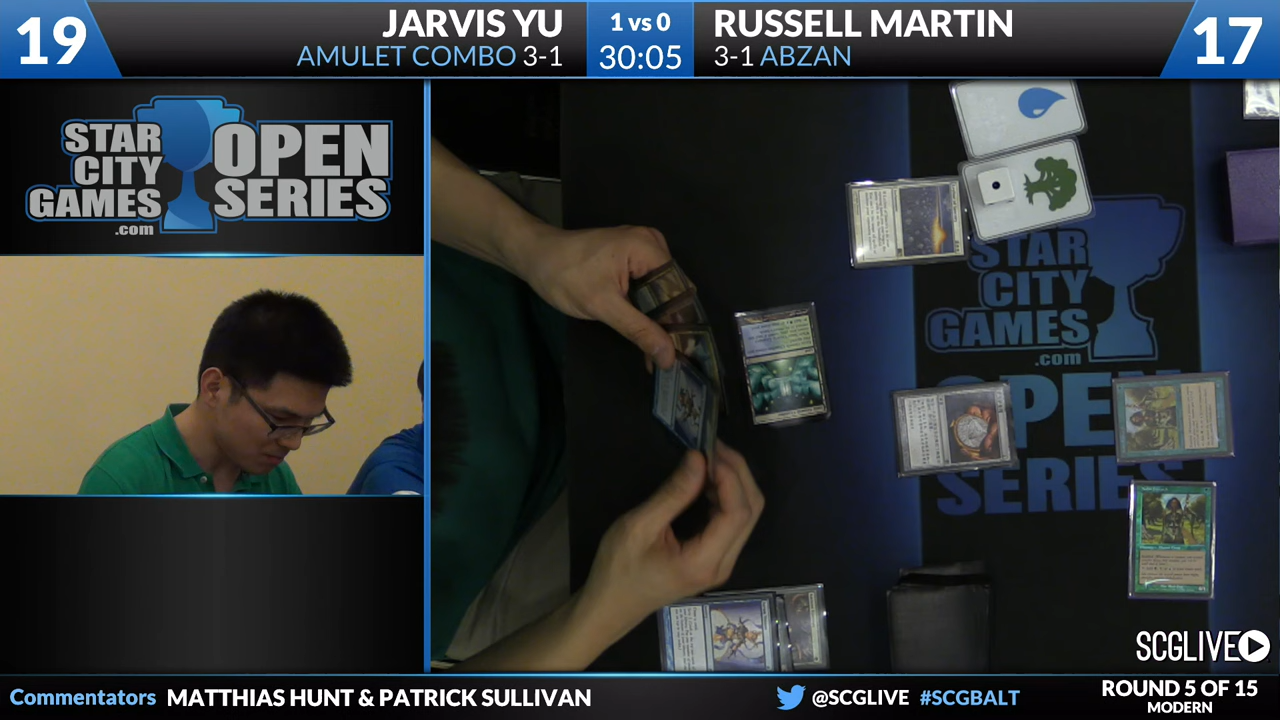 19
JARVIS YU
AMULET COMBO 3-1
1 vs 0
30:05
RUSSELL MARTIN
3-1 ABZAN
17
STAR
CITY
GAMES
.com
OPEN
SERIES
STAR
CITY
GAMES
.com
OPEN
SERIES
SCGLIVE
Commentators MATTHIAS HUNT & PATRICK SULLIVAN
@SCGLIVE #SCGBALT
ROUND 5 OF 15
MODERN